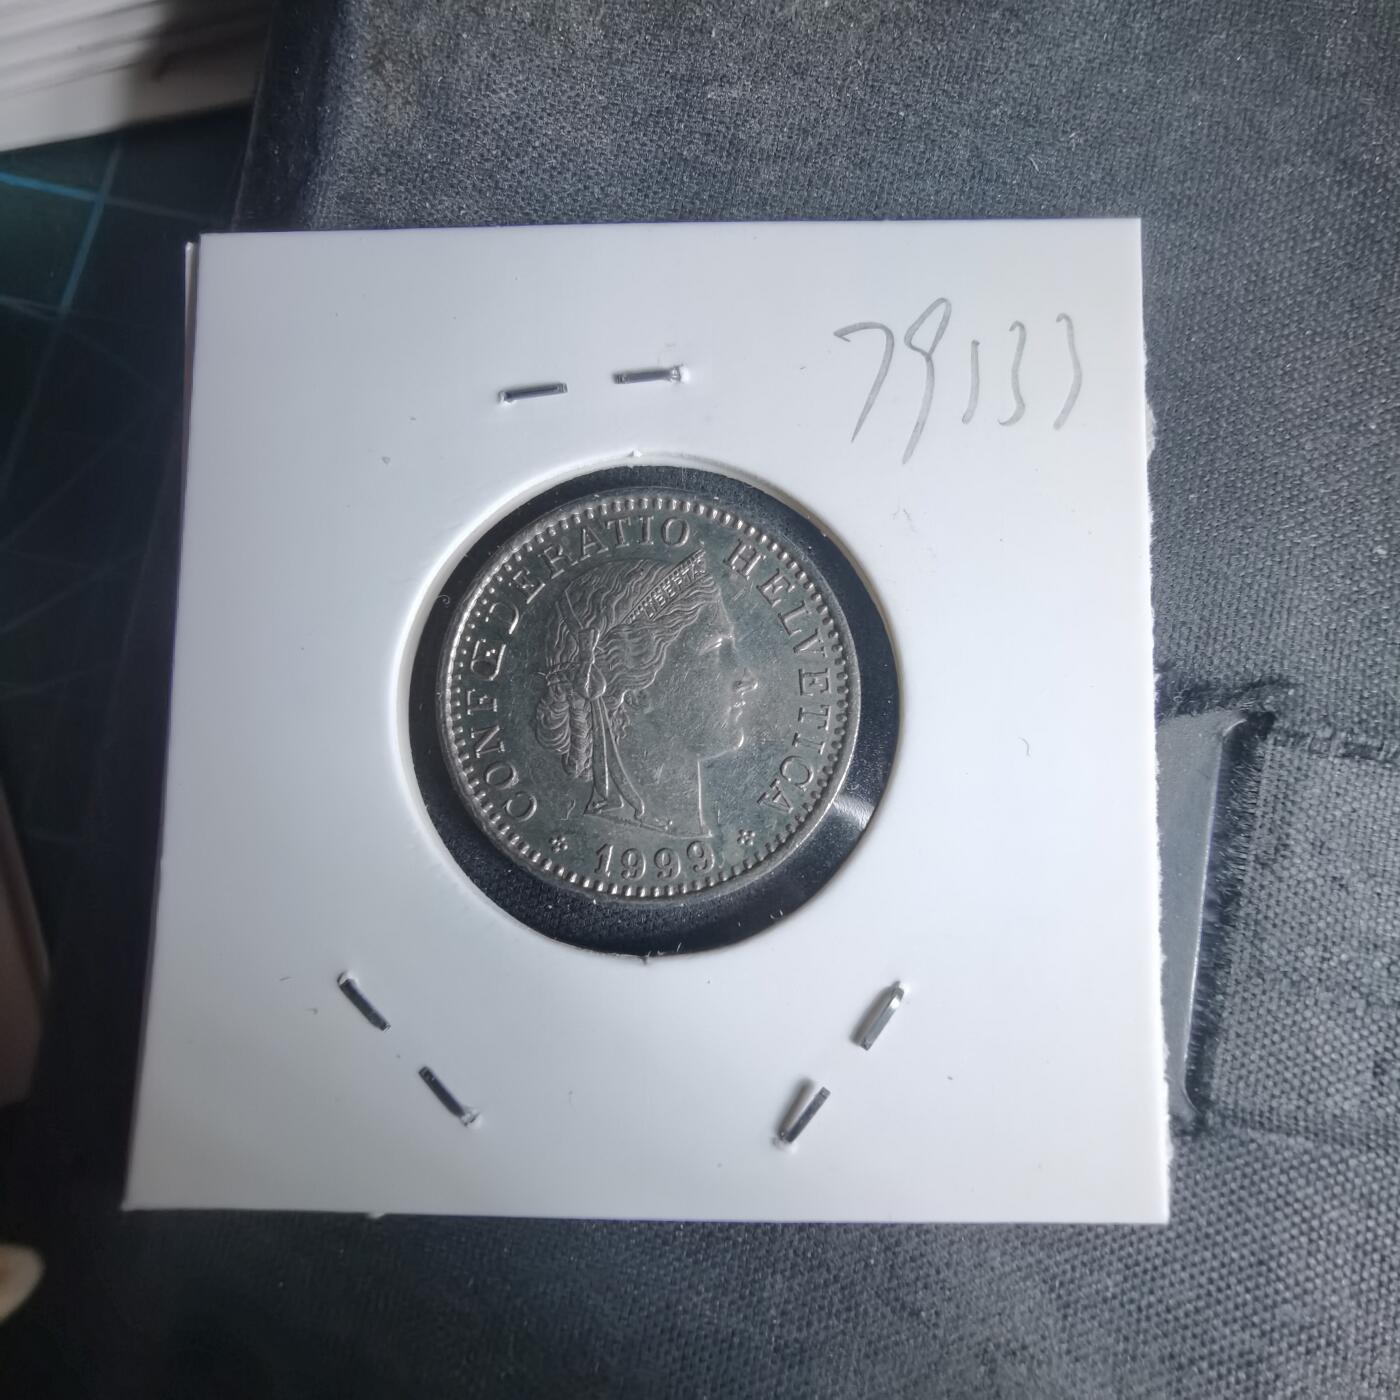 79133
CONFŒDERATIO HELVETICA
LIBERTAS
* 1999 *